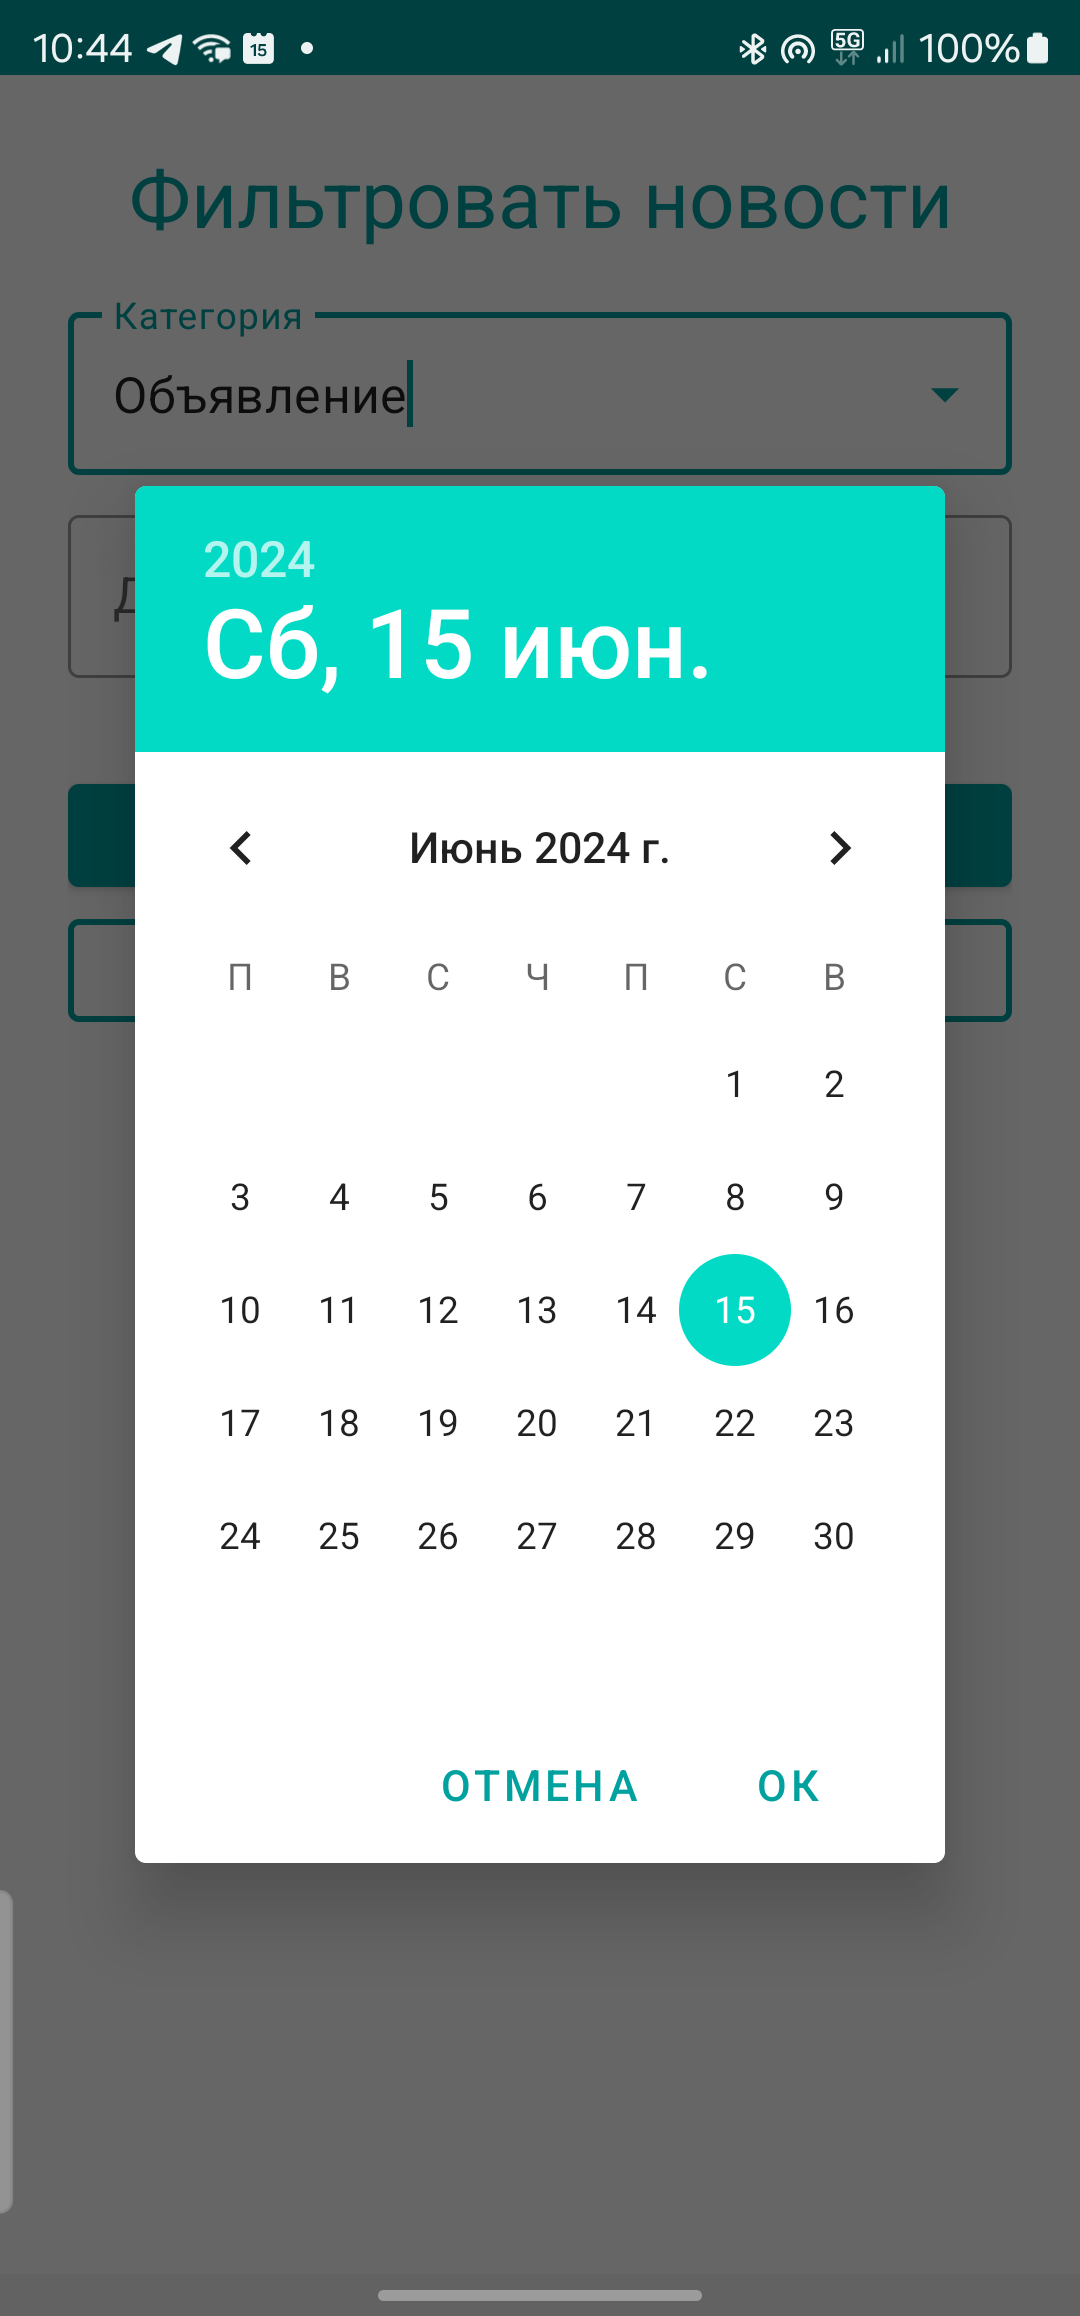 10:44 15 5G 100%
Фильтровать новости
Категория
Объявление
2024
Сб, 15 июн.
Июнь 2024 г.
П В С Ч П С В
1 2
3 4 5 6 7 8 9
10 11 12 13 14 15 16
17 18 19 20 21 22 23
24 25 26 27 28 29 30
ОТМЕНА ОК